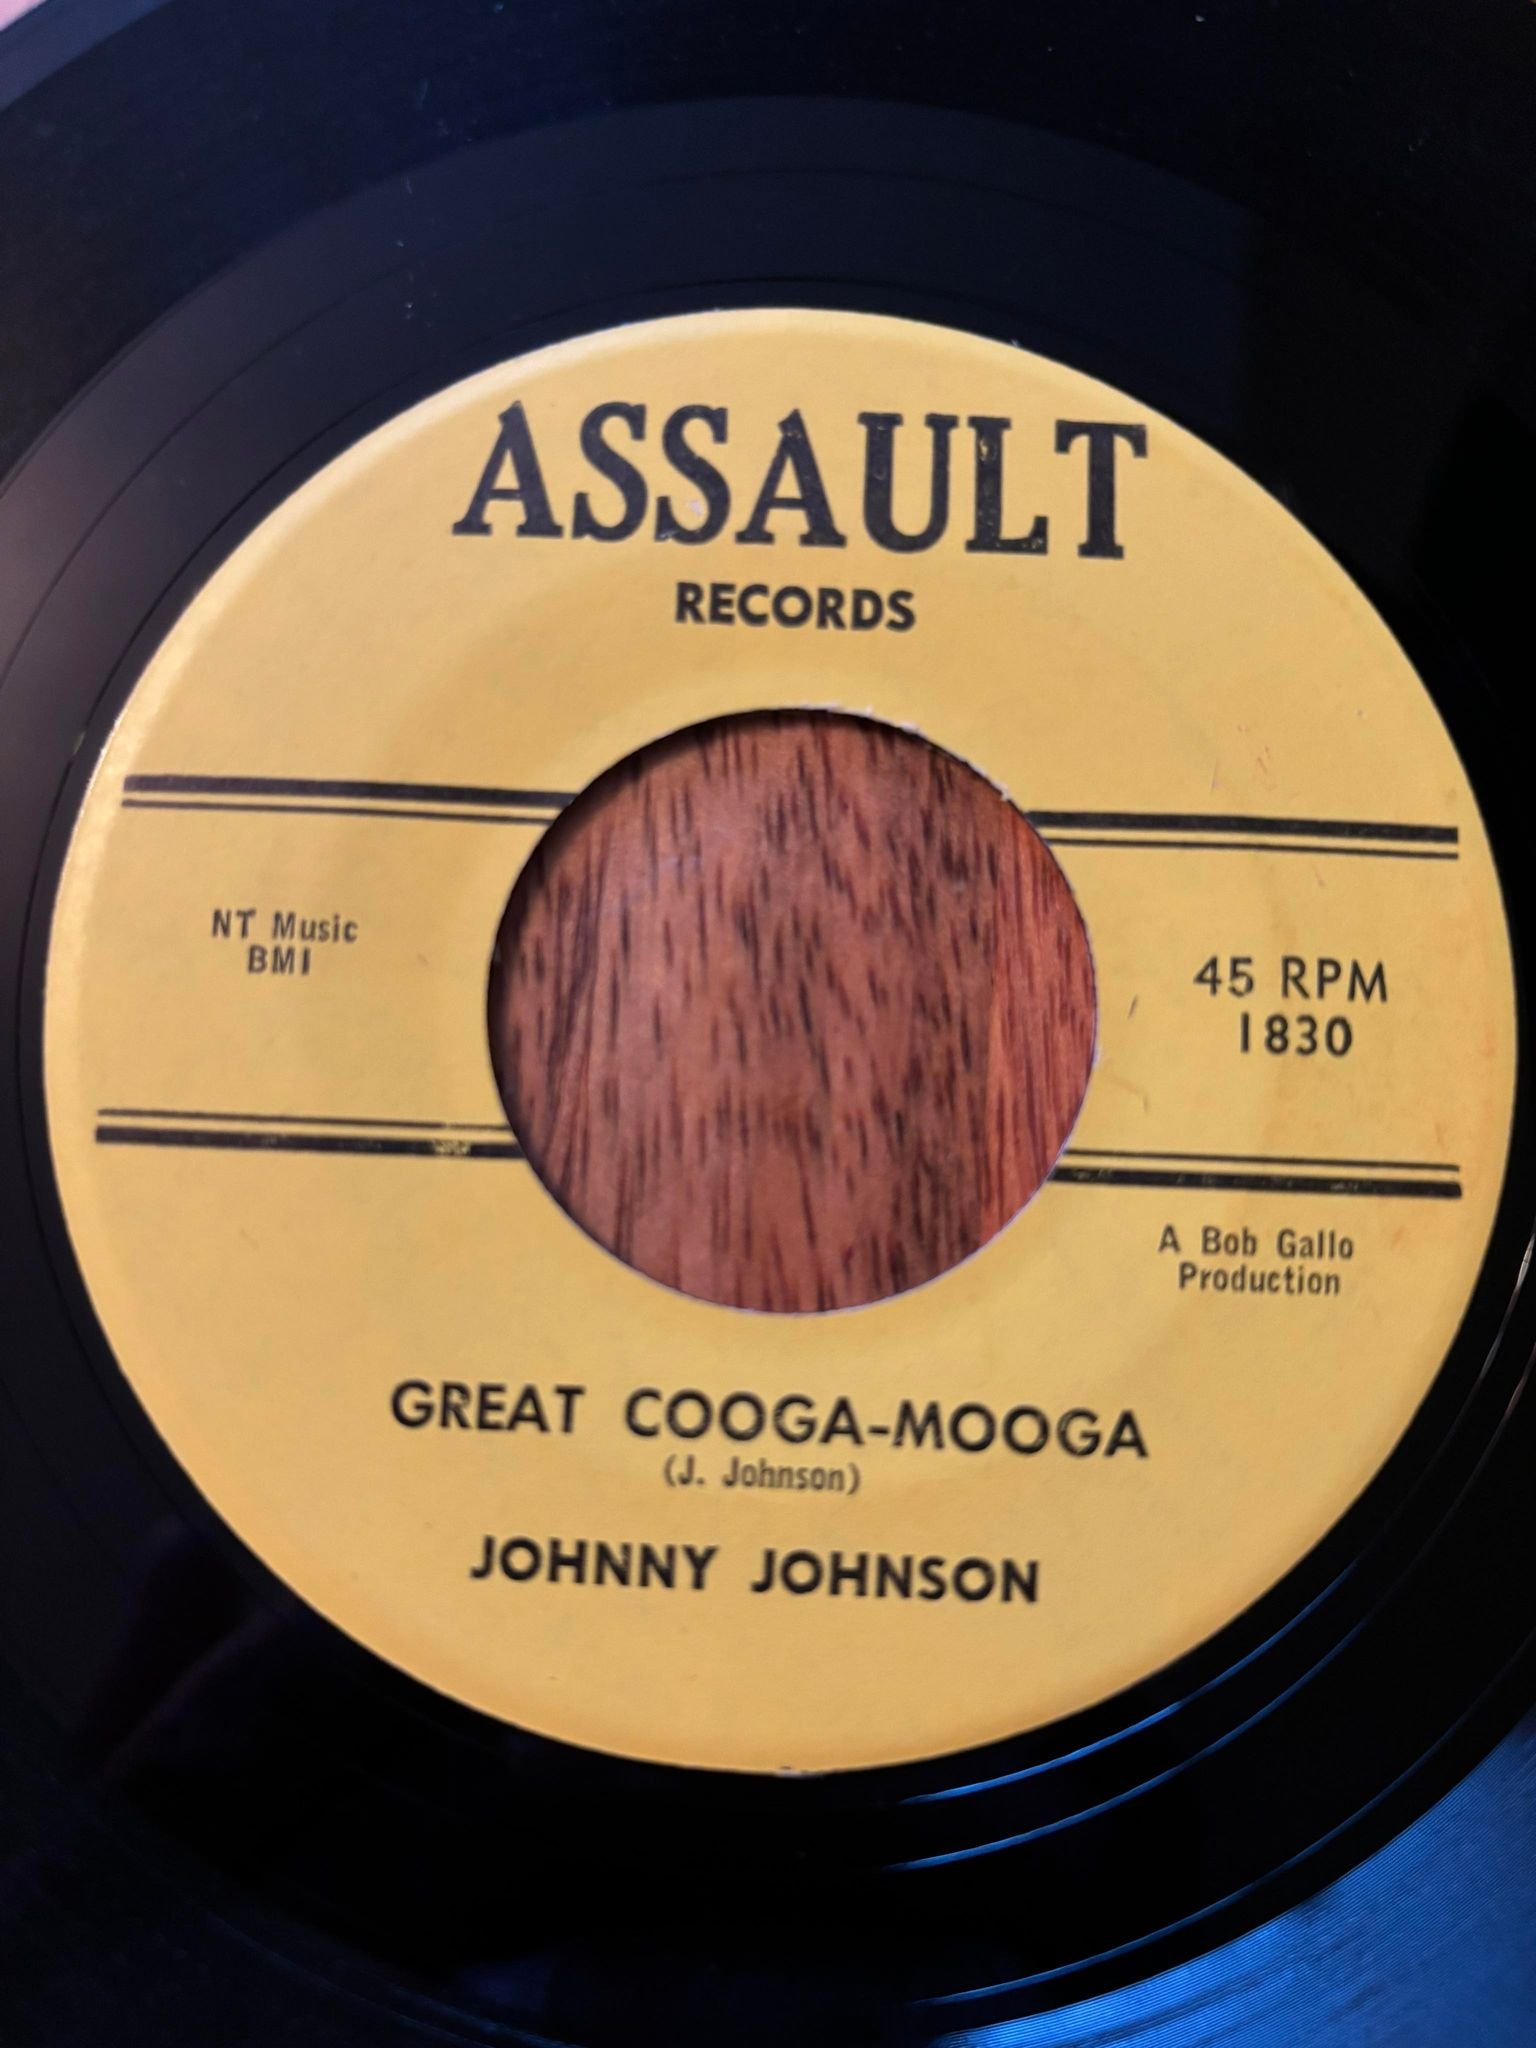 ASSAULT
RECORDS
NT Music
BMI
45 RPM
1830
A Bob Gallo
Production
GREAT COOGA-MOOGA
(J. Johnson)
JOHNNY JOHNSON